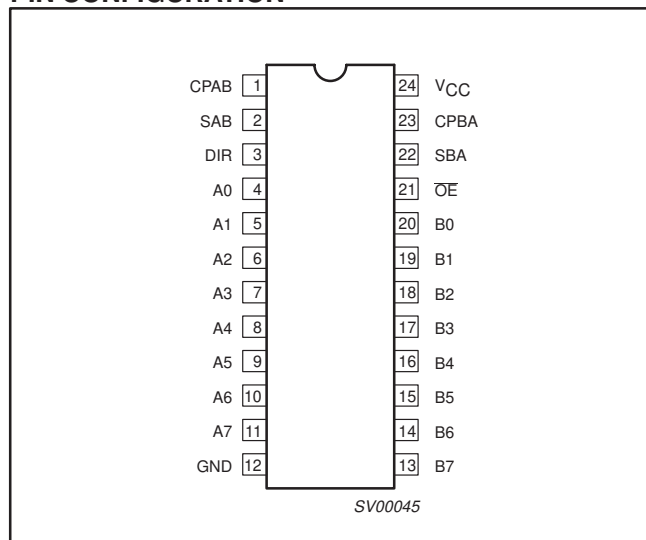 PIN CONFIGURATION
CPAB 1 24 VCC
SAB 2 23 CPBA
DIR 3 22 SBA
A0 4 21 O̅E̅
A1 5 20 B0
A2 6 19 B1
A3 7 18 B2
A4 8 17 B3
A5 9 16 B4
A6 10 15 B5
A7 11 14 B6
GND 12 13 B7
SV00045